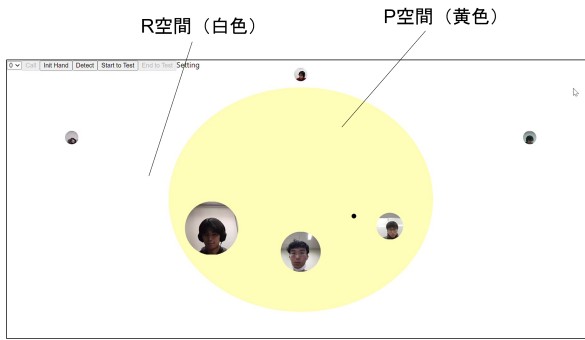 R空間（白色）
P空間（黄色）
0 Call Init Hand Detect Start to Test End to Test Setting